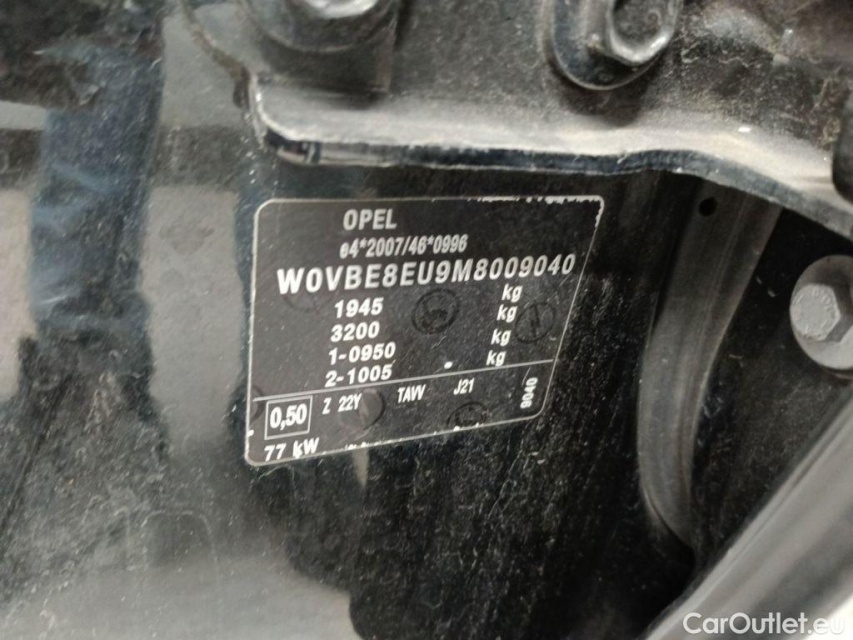 OPEL
e4*2007/46*0996
W0VBE8EU9M8009040
1945 kg
3200 kg
1-0950 kg
2-1005 kg
0,50 Z 22Y TAVV J21 9040
77 kW
CarOutlet.eu